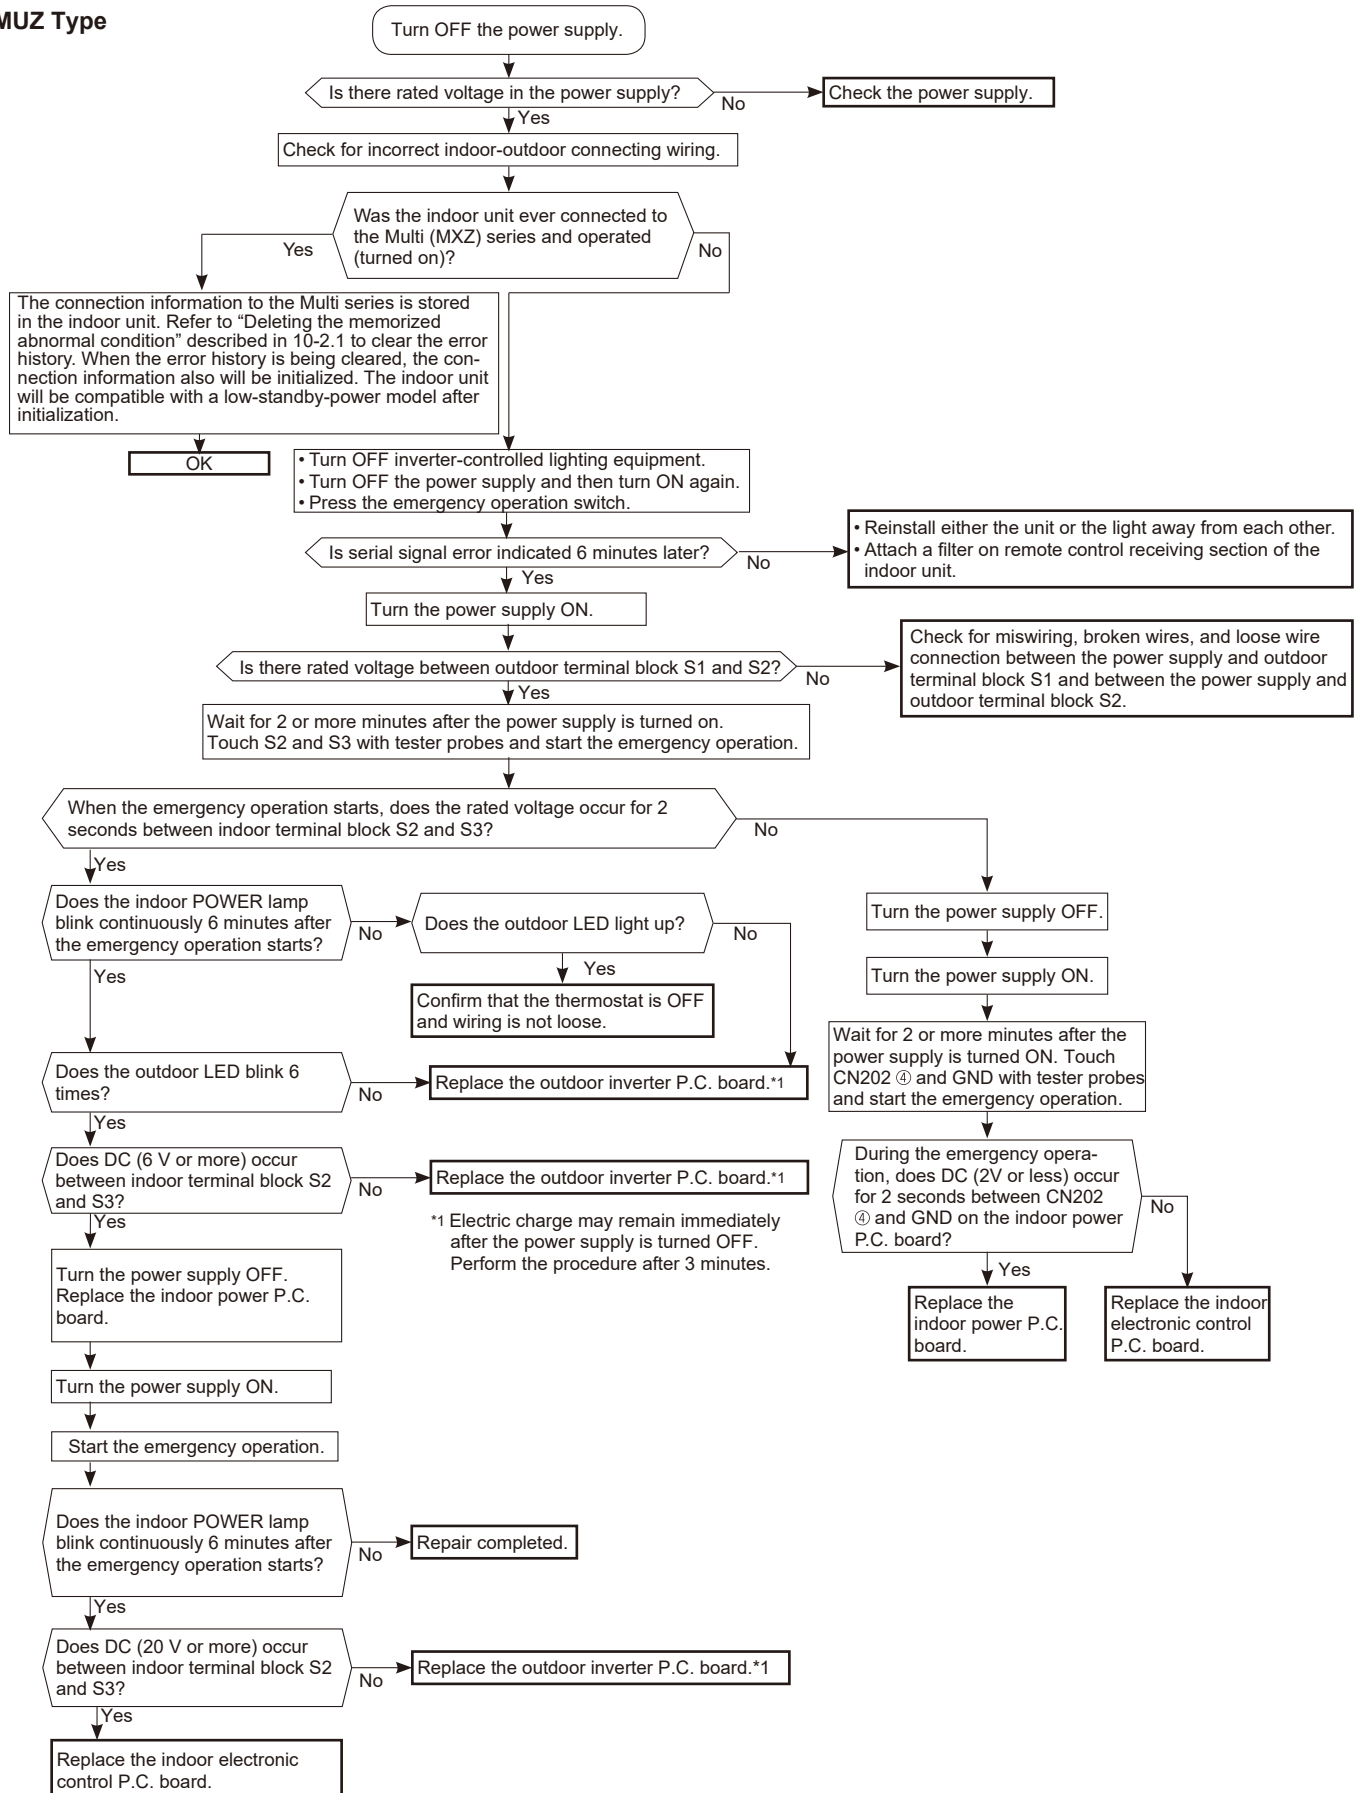 MUZ Type
Turn OFF the power supply.
Is there rated voltage in the power supply?
No
Check the power supply.
Yes
Check for incorrect indoor-outdoor connecting wiring.
Was the indoor unit ever connected to
the Multi (MXZ) series and operated
(turned on)?
Yes
No
The connection information to the Multi series is stored
in the indoor unit. Refer to “Deleting the memorized
abnormal condition” described in 10-2.1 to clear the error
history. When the error history is being cleared, the con-
nection information also will be initialized. The indoor unit
will be compatible with a low-standby-power model after
initialization.
OK
• Turn OFF inverter-controlled lighting equipment.
• Turn OFF the power supply and then turn ON again.
• Press the emergency operation switch.
Is serial signal error indicated 6 minutes later?
No
• Reinstall either the unit or the light away from each other.
• Attach a filter on remote control receiving section of the
indoor unit.
Yes
Turn the power supply ON.
Is there rated voltage between outdoor terminal block S1 and S2?
No
Check for miswiring, broken wires, and loose wire
connection between the power supply and outdoor
terminal block S1 and between the power supply and
outdoor terminal block S2.
Yes
Wait for 2 or more minutes after the power supply is turned on.
Touch S2 and S3 with tester probes and start the emergency operation.
When the emergency operation starts, does the rated voltage occur for 2
seconds between indoor terminal block S2 and S3?
No
Yes
Does the indoor POWER lamp
blink continuously 6 minutes after
the emergency operation starts?
No
Does the outdoor LED light up?
No
Yes
Confirm that the thermostat is OFF
and wiring is not loose.
Yes
Does the outdoor LED blink 6
times?
No
Replace the outdoor inverter P.C. board.*1
Yes
Does DC (6 V or more) occur
between indoor terminal block S2
and S3?
No
Replace the outdoor inverter P.C. board.*1
*1 Electric charge may remain immediately
after the power supply is turned OFF.
Perform the procedure after 3 minutes.
Yes
Turn the power supply OFF.
Replace the indoor power P.C.
board.
Turn the power supply ON.
Start the emergency operation.
Does the indoor POWER lamp
blink continuously 6 minutes after
the emergency operation starts?
No
Repair completed.
Yes
Does DC (20 V or more) occur
between indoor terminal block S2
and S3?
No
Replace the outdoor inverter P.C. board.*1
Yes
Replace the indoor electronic
control P.C. board.
Turn the power supply OFF.
Turn the power supply ON.
Wait for 2 or more minutes after the
power supply is turned ON. Touch
CN202 ④ and GND with tester probes
and start the emergency operation.
During the emergency opera-
tion, does DC (2V or less) occur
for 2 seconds between CN202
④ and GND on the indoor power
P.C. board?
No
Yes
Replace the
indoor power P.C.
board.
Replace the indoor
electronic control
P.C. board.